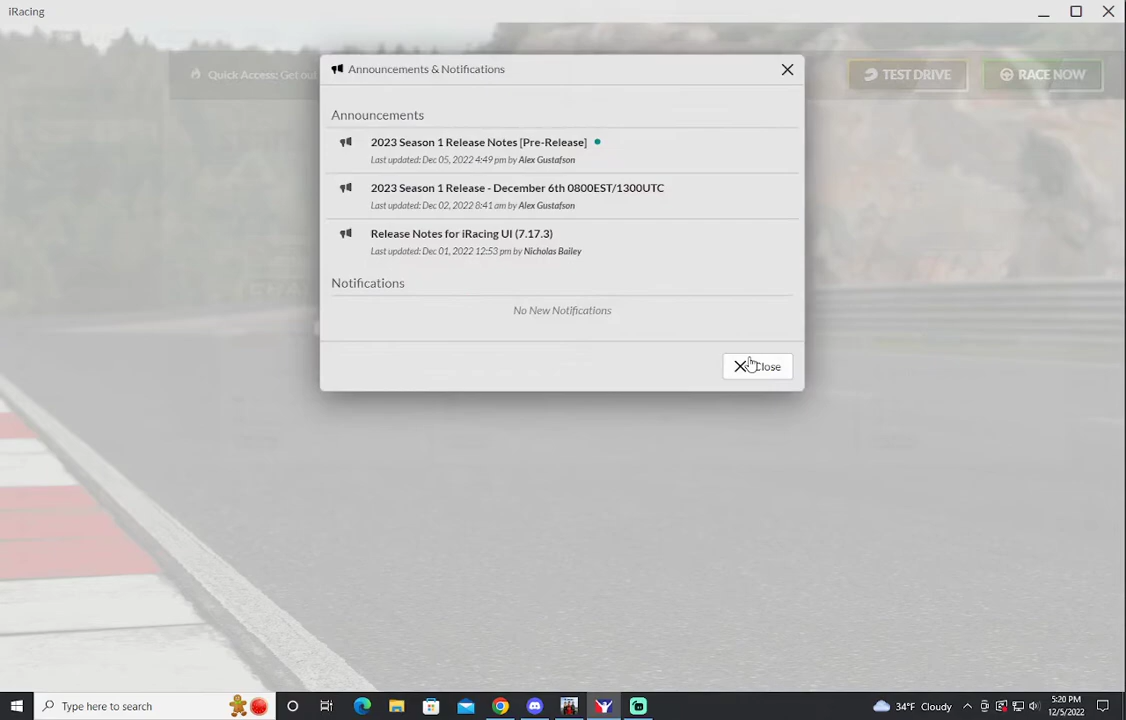 iRacing
Announcements & Notifications
Quick Access: Get out
TEST DRIVE
RACE NOW
Announcements
2023 Season 1 Release Notes [Pre-Release]
Last updated: Dec 05, 2022 4:49 pm by Alex Gustafson
2023 Season 1 Release - December 6th 0800EST/1300UTC
Last updated: Dec 02, 2022 8:41 am by Alex Gustafson
Release Notes for iRacing UI (7.17.3)
Last updated: Dec 01, 2022 12:53 pm by Nicholas Bailey
Notifications
No New Notifications
Close
Type here to search
34°F Cloudy
5:20 PM
12/5/2022